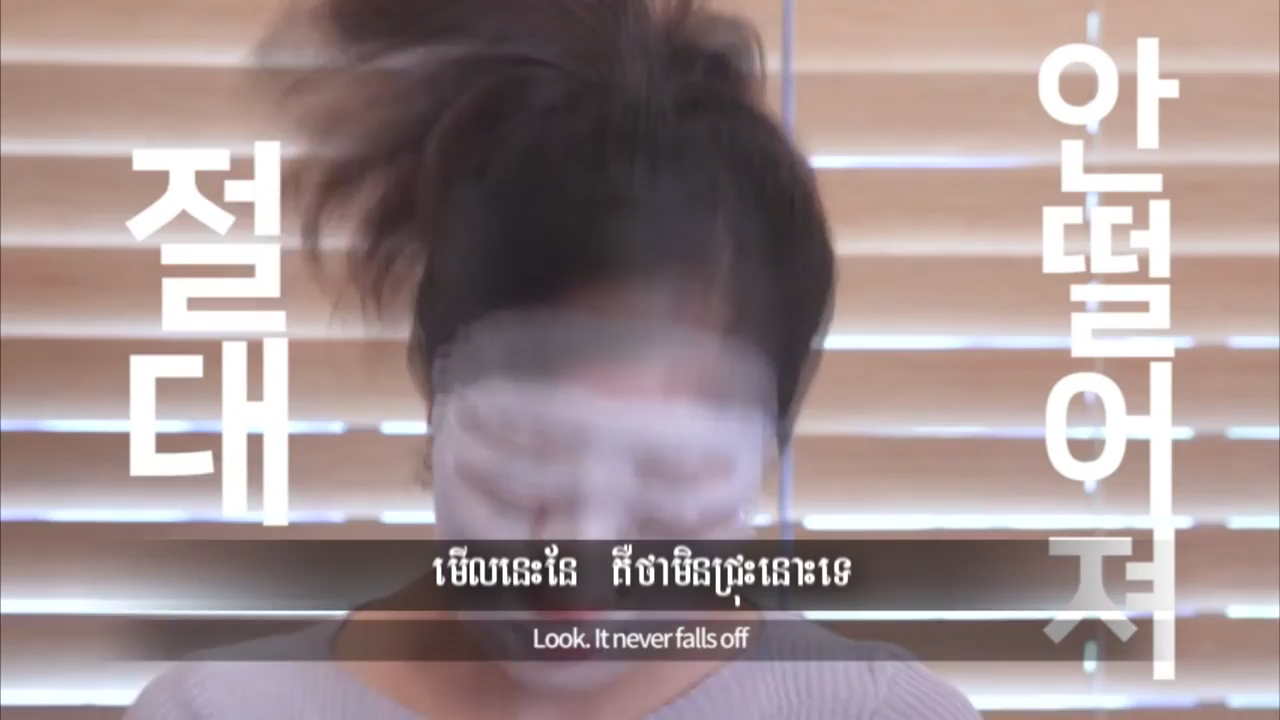 절대
안떨어져
មើលនេះនែ គឺថាមិនជ្រុះនោះទេ
Look. It never falls off